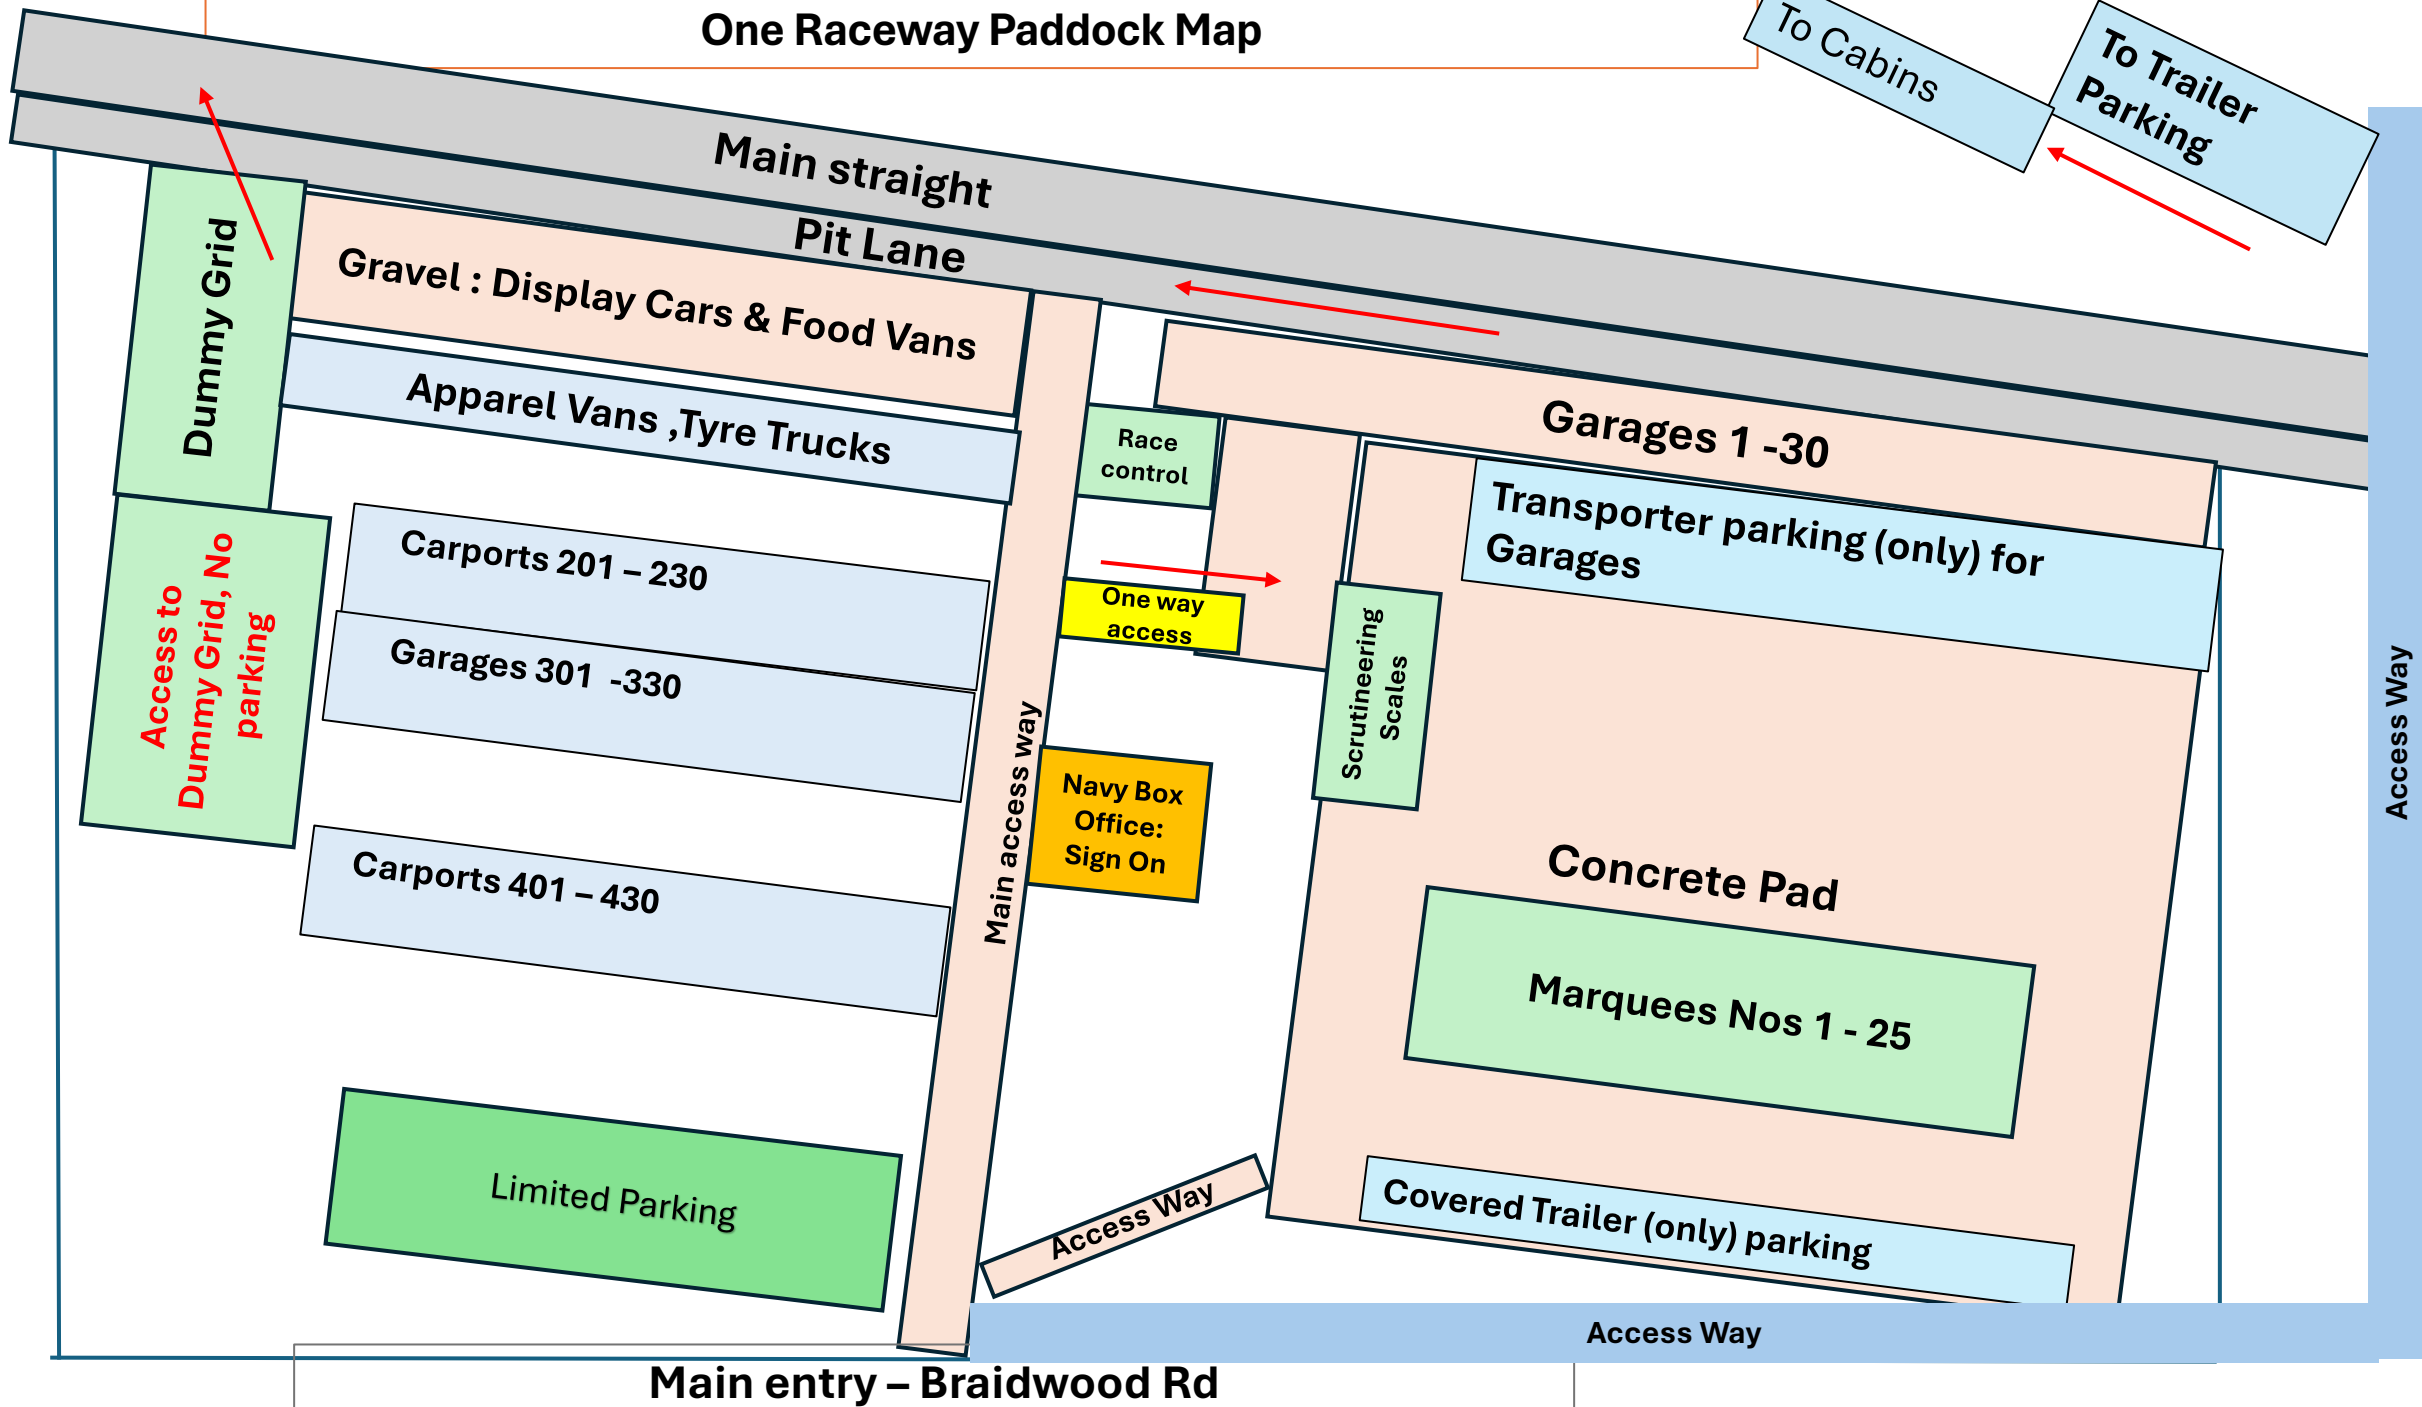 One Raceway Paddock Map
To Cabins
To Trailer
Parking
Main straight
Pit Lane
Dummy Grid
Gravel : Display Cars & Food Vans
Apparel Vans ,Tyre Trucks
Race
control
Garages 1 -30
Transporter parking (only) for
Garages
Carports 201 – 230
One way
access
Garages 301 -330
Access to
Dummy Grid, No
parking
Scrutineering
Scales
Main access way
Navy Box
Office:
Sign On
Access Way
Carports 401 – 430
Concrete Pad
Marquees Nos 1 - 25
Limited Parking
Access Way
Covered Trailer (only) parking
Access Way
Main entry – Braidwood Rd